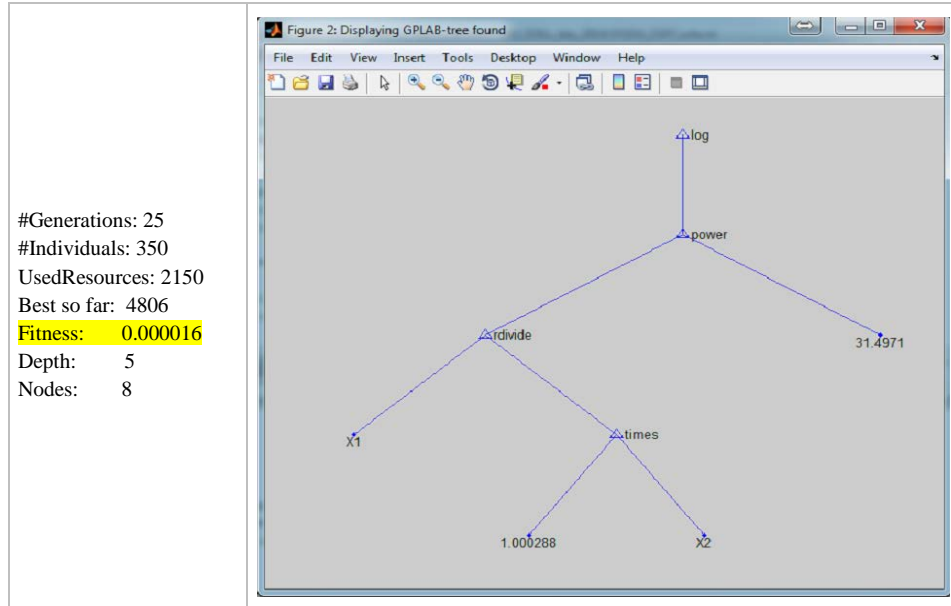 #Generations: 25
#Individuals: 350
UsedResources: 2150
Best so far: 4806
Fitness: 0.000016
Depth: 5
Nodes: 8
Figure 2: Displaying GPLAB-tree found
File Edit View Insert Tools Desktop Window Help
log
power
rdivide
31.4971
X1
times
1.000288
X2